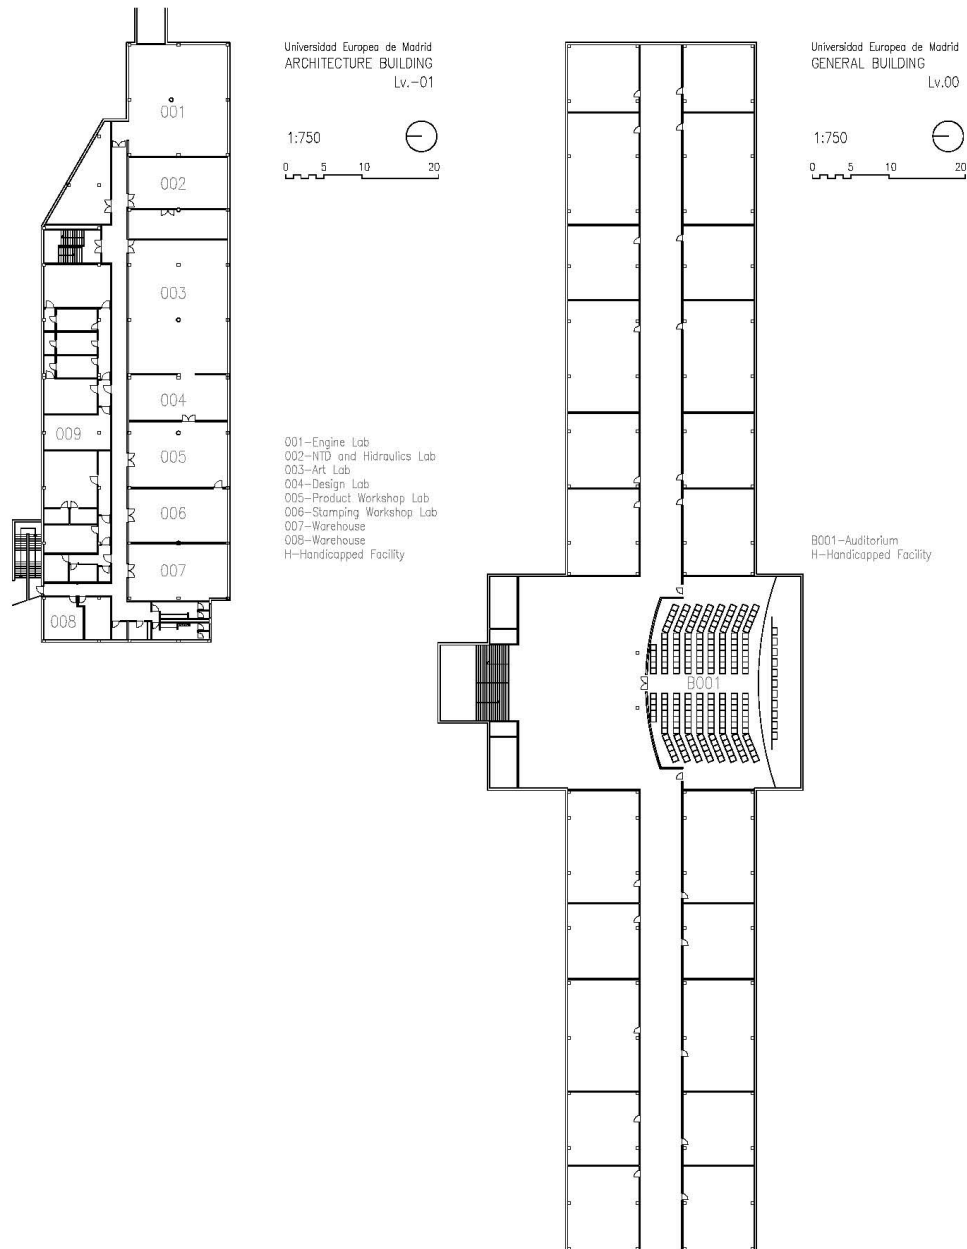 Universidad Europea de Madrid
ARCHITECTURE BUILDING
Lv.-01
1:750
0 5 10 20
001
002
003
004
005
006
007
008
009
001-Engine Lab
002-NTD and Hidraulics Lab
003-Art Lab
004-Design Lab
005-Product Workshop Lab
006-Stamping Workshop Lab
007-Warehouse
008-Warehouse
H-Handicapped Facility
Universidad Europea de Madrid
GENERAL BUILDING
Lv.00
1:750
0 5 10 20
B001
B001-Auditorium
H-Handicapped Facility